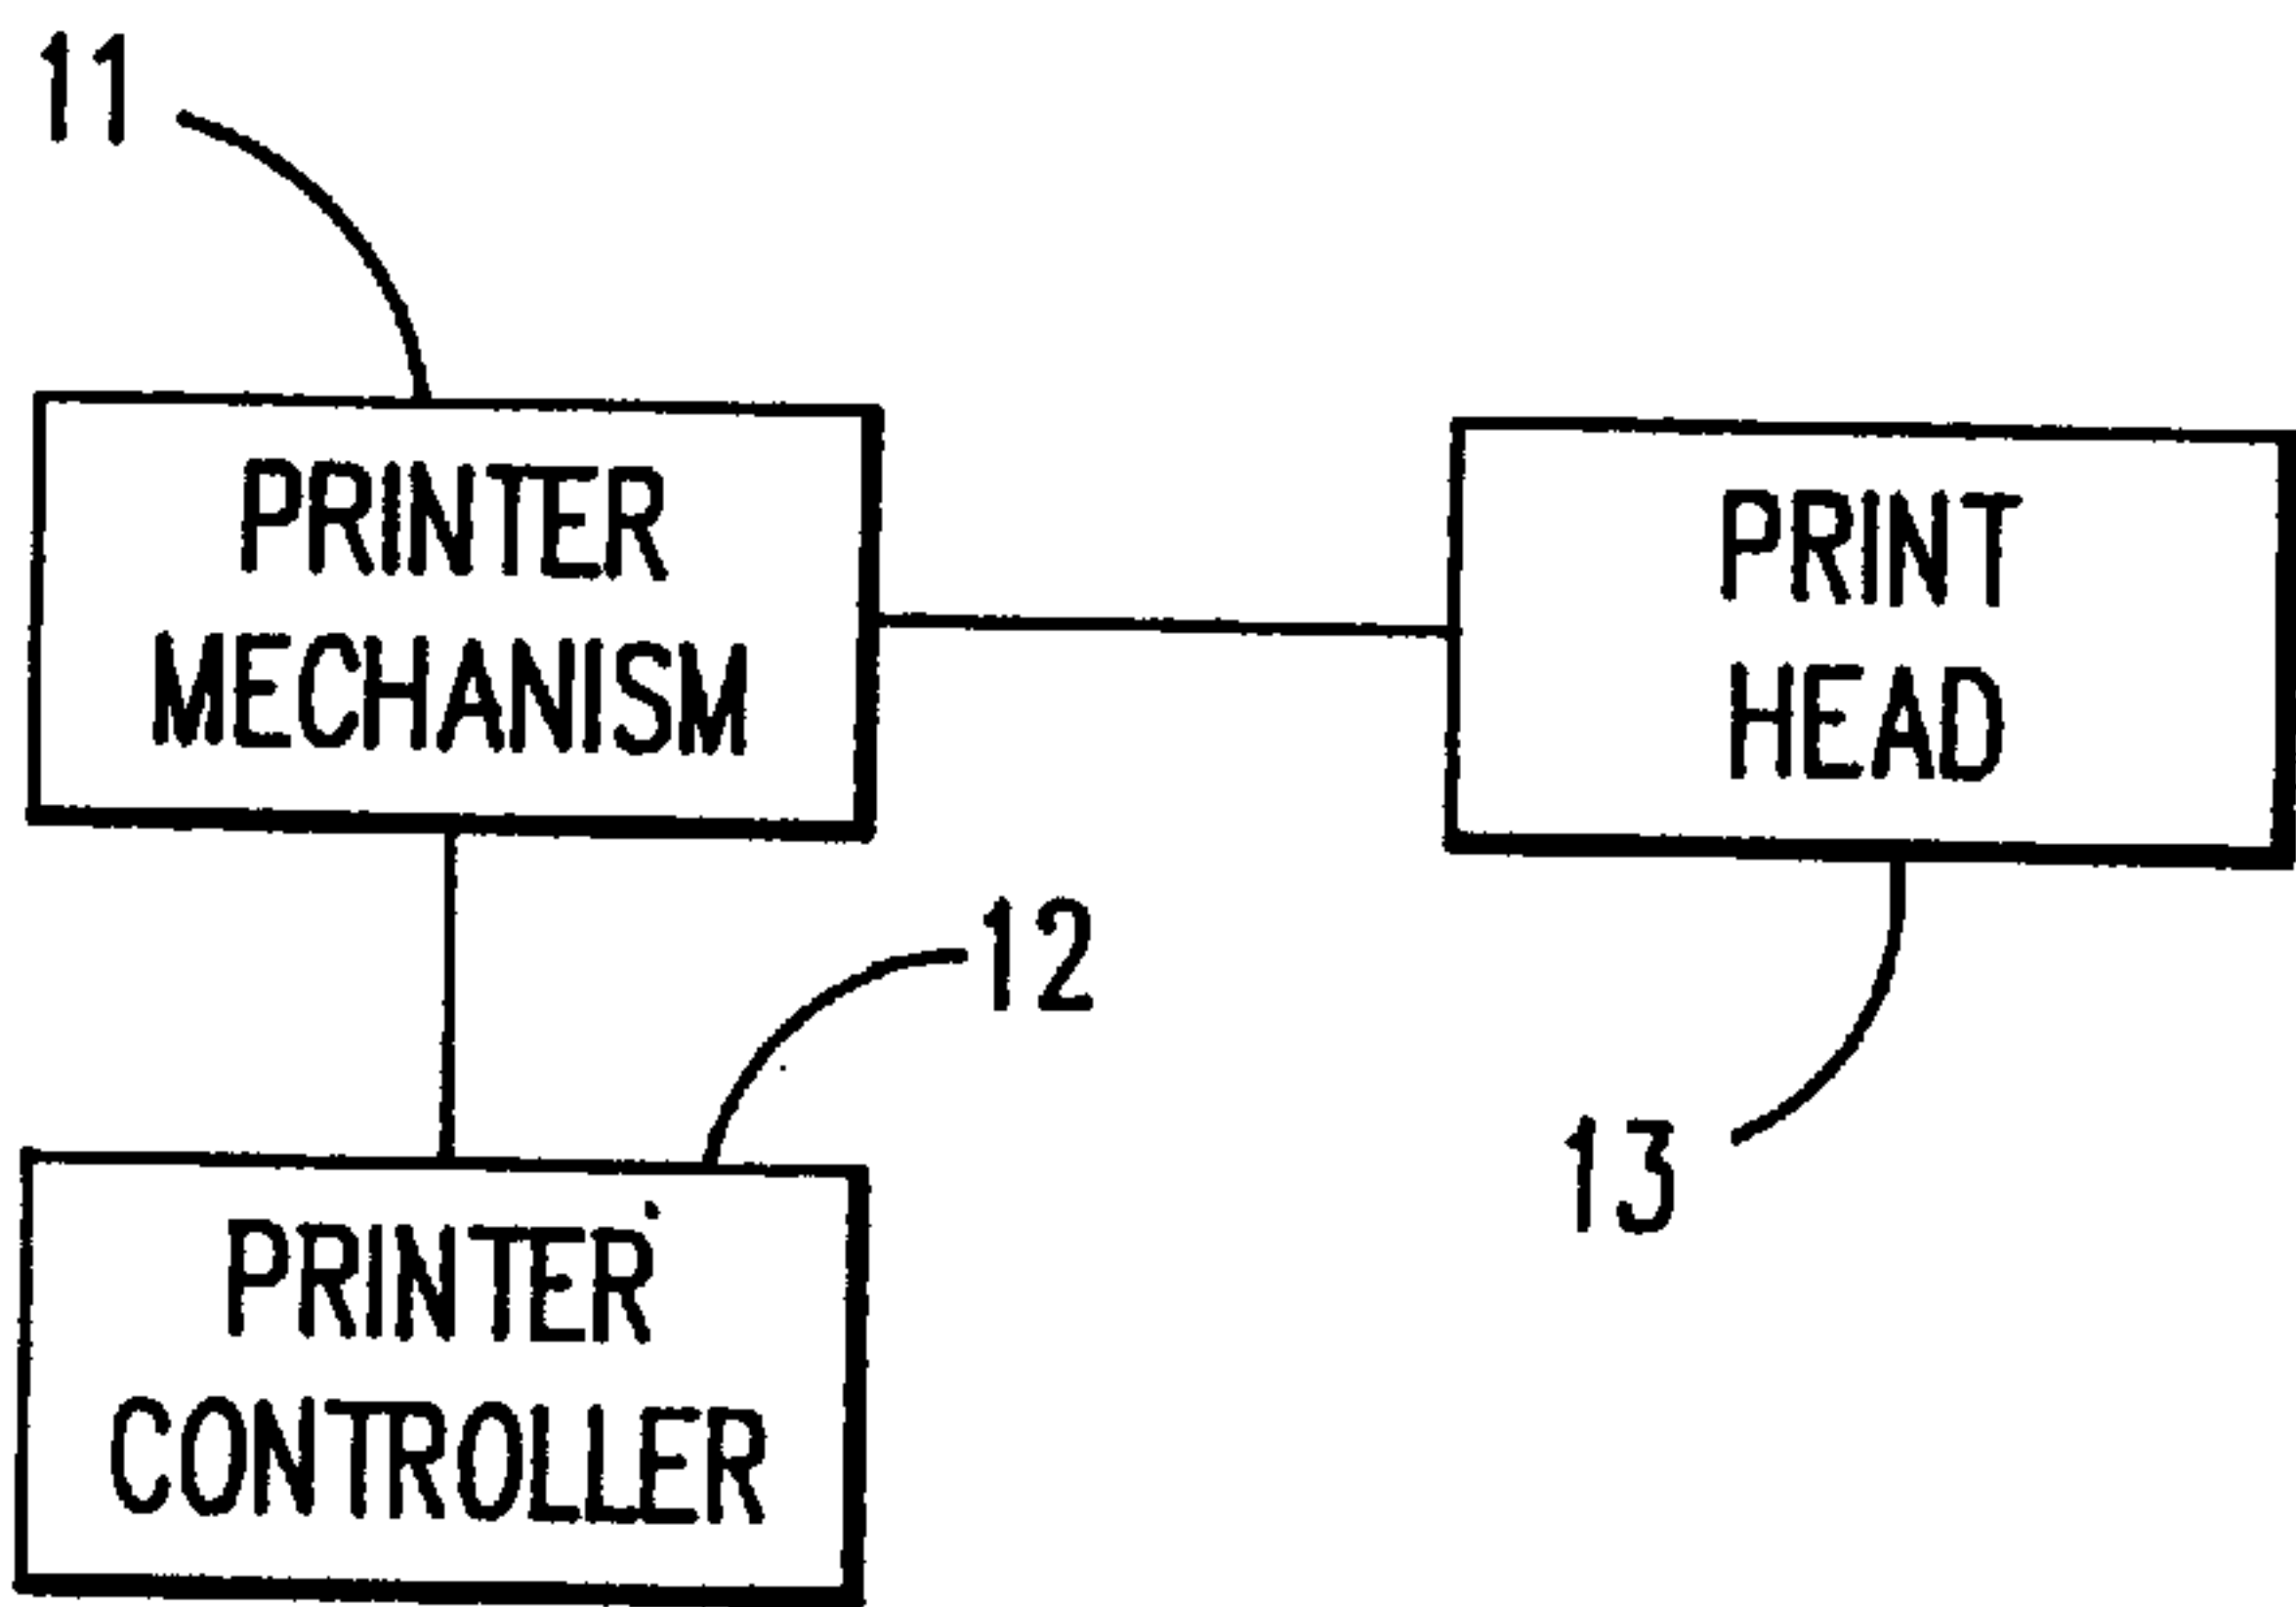 11
PRINTER
MECHANISM
PRINT
HEAD
12
13
PRINTER
CONTROLLER